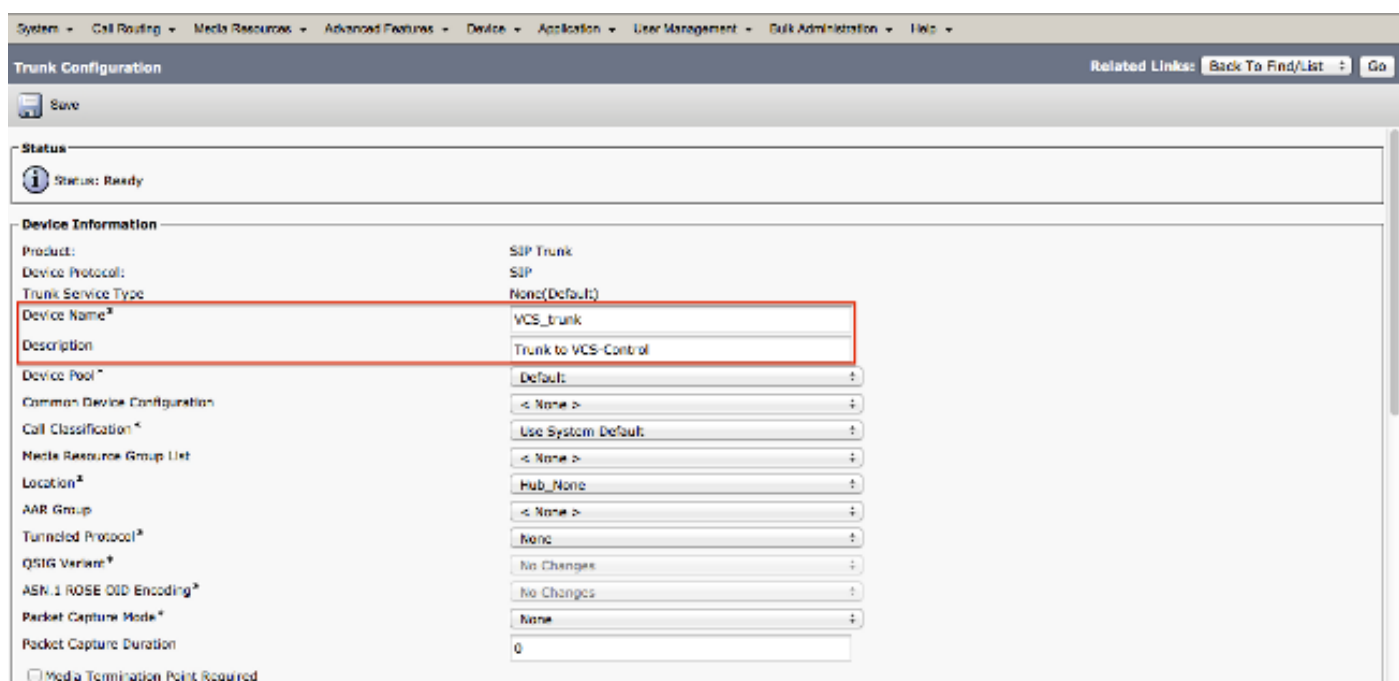 System Call Routing Media Resources Advanced Features Device Application User Management Bulk Administration Help
Trunk Configuration Related Links: Back To Find/List Go
Save
Status
Status: Ready
Device Information
Product: SIP Trunk
Device Protocol: SIP
Trunk Service Type None(Default)
Device Name* VCS_trunk
Description Trunk to VCS-Control
Device Pool* Default
Common Device Configuration < None >
Call Classification* Use System Default
Media Resource Group List < None >
Location* Hub_None
AAR Group < None >
Tunneled Protocol* None
QSIG Variant* No Changes
ASN.1 ROSE OID Encoding* No Changes
Packet Capture Mode* None
Packet Capture Duration 0
Media Termination Point Required